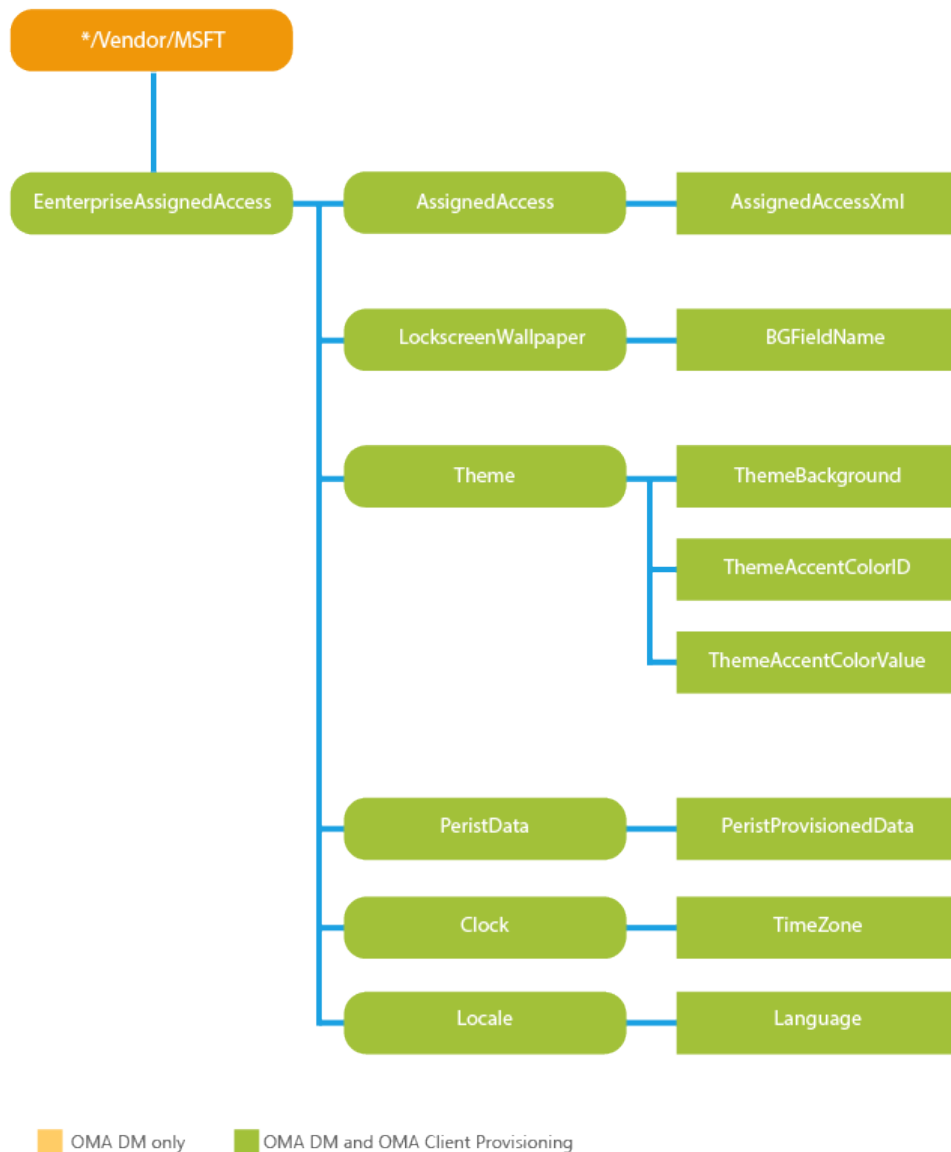 */Vendor/MSFT
EenterpriseAssignedAccess
AssignedAccess
AssignedAccessXml
LockscreenWallpaper
BGFieldName
Theme
ThemeBackground
ThemeAccentColorID
ThemeAccentColorValue
PeristData
PeristProvisionedData
Clock
TimeZone
Locale
Language
OMA DM only
OMA DM and OMA Client Provisioning